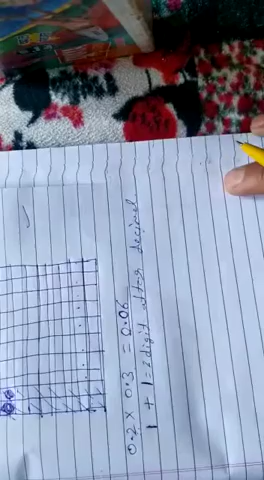 0.2 × 0.3 = 0.06
1 + 1 = 2 digit after decimal